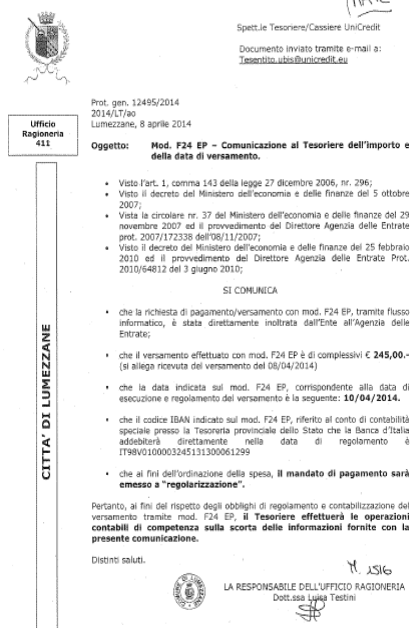 Spett.le Tesoriere/Cassiere UniCredit
Documento inviato tramite e-mail a:
Tesentito.ubis@unicredit.eu
Prot. gen. 12495/2014
2014/LT/ao
Lumezzane, 8 aprile 2014
Ufficio
Ragioneria
411
Oggetto: Mod. F24 EP – Comunicazione al Tesoriere dell'importo e
della data di versamento.
• Visto l'art. 1, comma 143 della legge 27 dicembre 2006, nr. 296;
• Visto il decreto del Ministero dell'economia e delle finanze del 5 ottobre
2007;
• Vista la circolare nr. 37 del Ministero dell'economia e delle finanze del 29
novembre 2007 ed il provvedimento del Direttore Agenzia delle Entrate
prot. 2007/172338 dell'08/11/2007;
• Visto il decreto del Ministero dell'economia e delle finanze del 25 febbraio
2010 ed il provvedimento del Direttore Agenzia delle Entrate Prot.
2010/64812 del 3 giugno 2010;
SI COMUNICA
• che la richiesta di pagamento/versamento con mod. F24 EP, tramite flusso
informatico, è stata direttamente inoltrata dall'Ente all'Agenzia delle
Entrate;
• che il versamento effettuato con mod. F24 EP è di complessivi € 245,00.-
(si allega ricevuta del versamento del 08/04/2014)
• che la data indicata sul mod. F24 EP, corrispondente alla data di
esecuzione e regolamento del versamento è la seguente: 10/04/2014.
• che il codice IBAN indicato sul mod. F24 EP, riferito al conto di contabilità
speciale presso la Tesoreria provinciale dello Stato che la Banca d'Italia
addebiterà direttamente nella data di regolamento è
IT98V0100003245131300061299
• che ai fini dell'ordinazione della spesa, il mandato di pagamento sarà
emesso a "regolarizzazione".
Pertanto, ai fini del rispetto degli obblighi di regolamento e contabilizzazione del
versamento tramite mod. F24 EP, il Tesoriere effettuerà le operazioni
contabili di competenza sulla scorta delle informazioni fornite con la
presente comunicazione.
Distinti saluti.
M. 1516
LA RESPONSABILE DELL'UFFICIO RAGIONERIA
Dott.ssa Luisa Testini
CITTA' DI LUMEZZANE